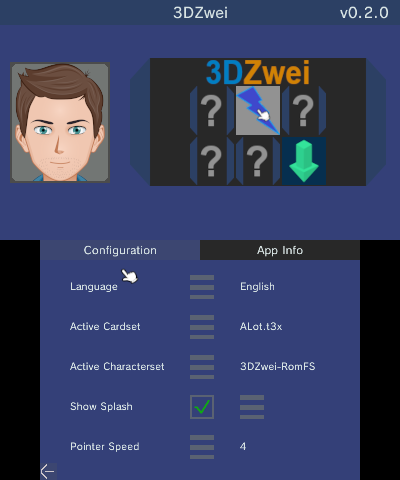 3DZwei
v0.2.0
3DZwei
? ?
? ?
Configuration
App Info
Language
English
Active Cardset
ALot.t3x
Active Characterset
3DZwei-RomFS
Show Splash
Pointer Speed
4